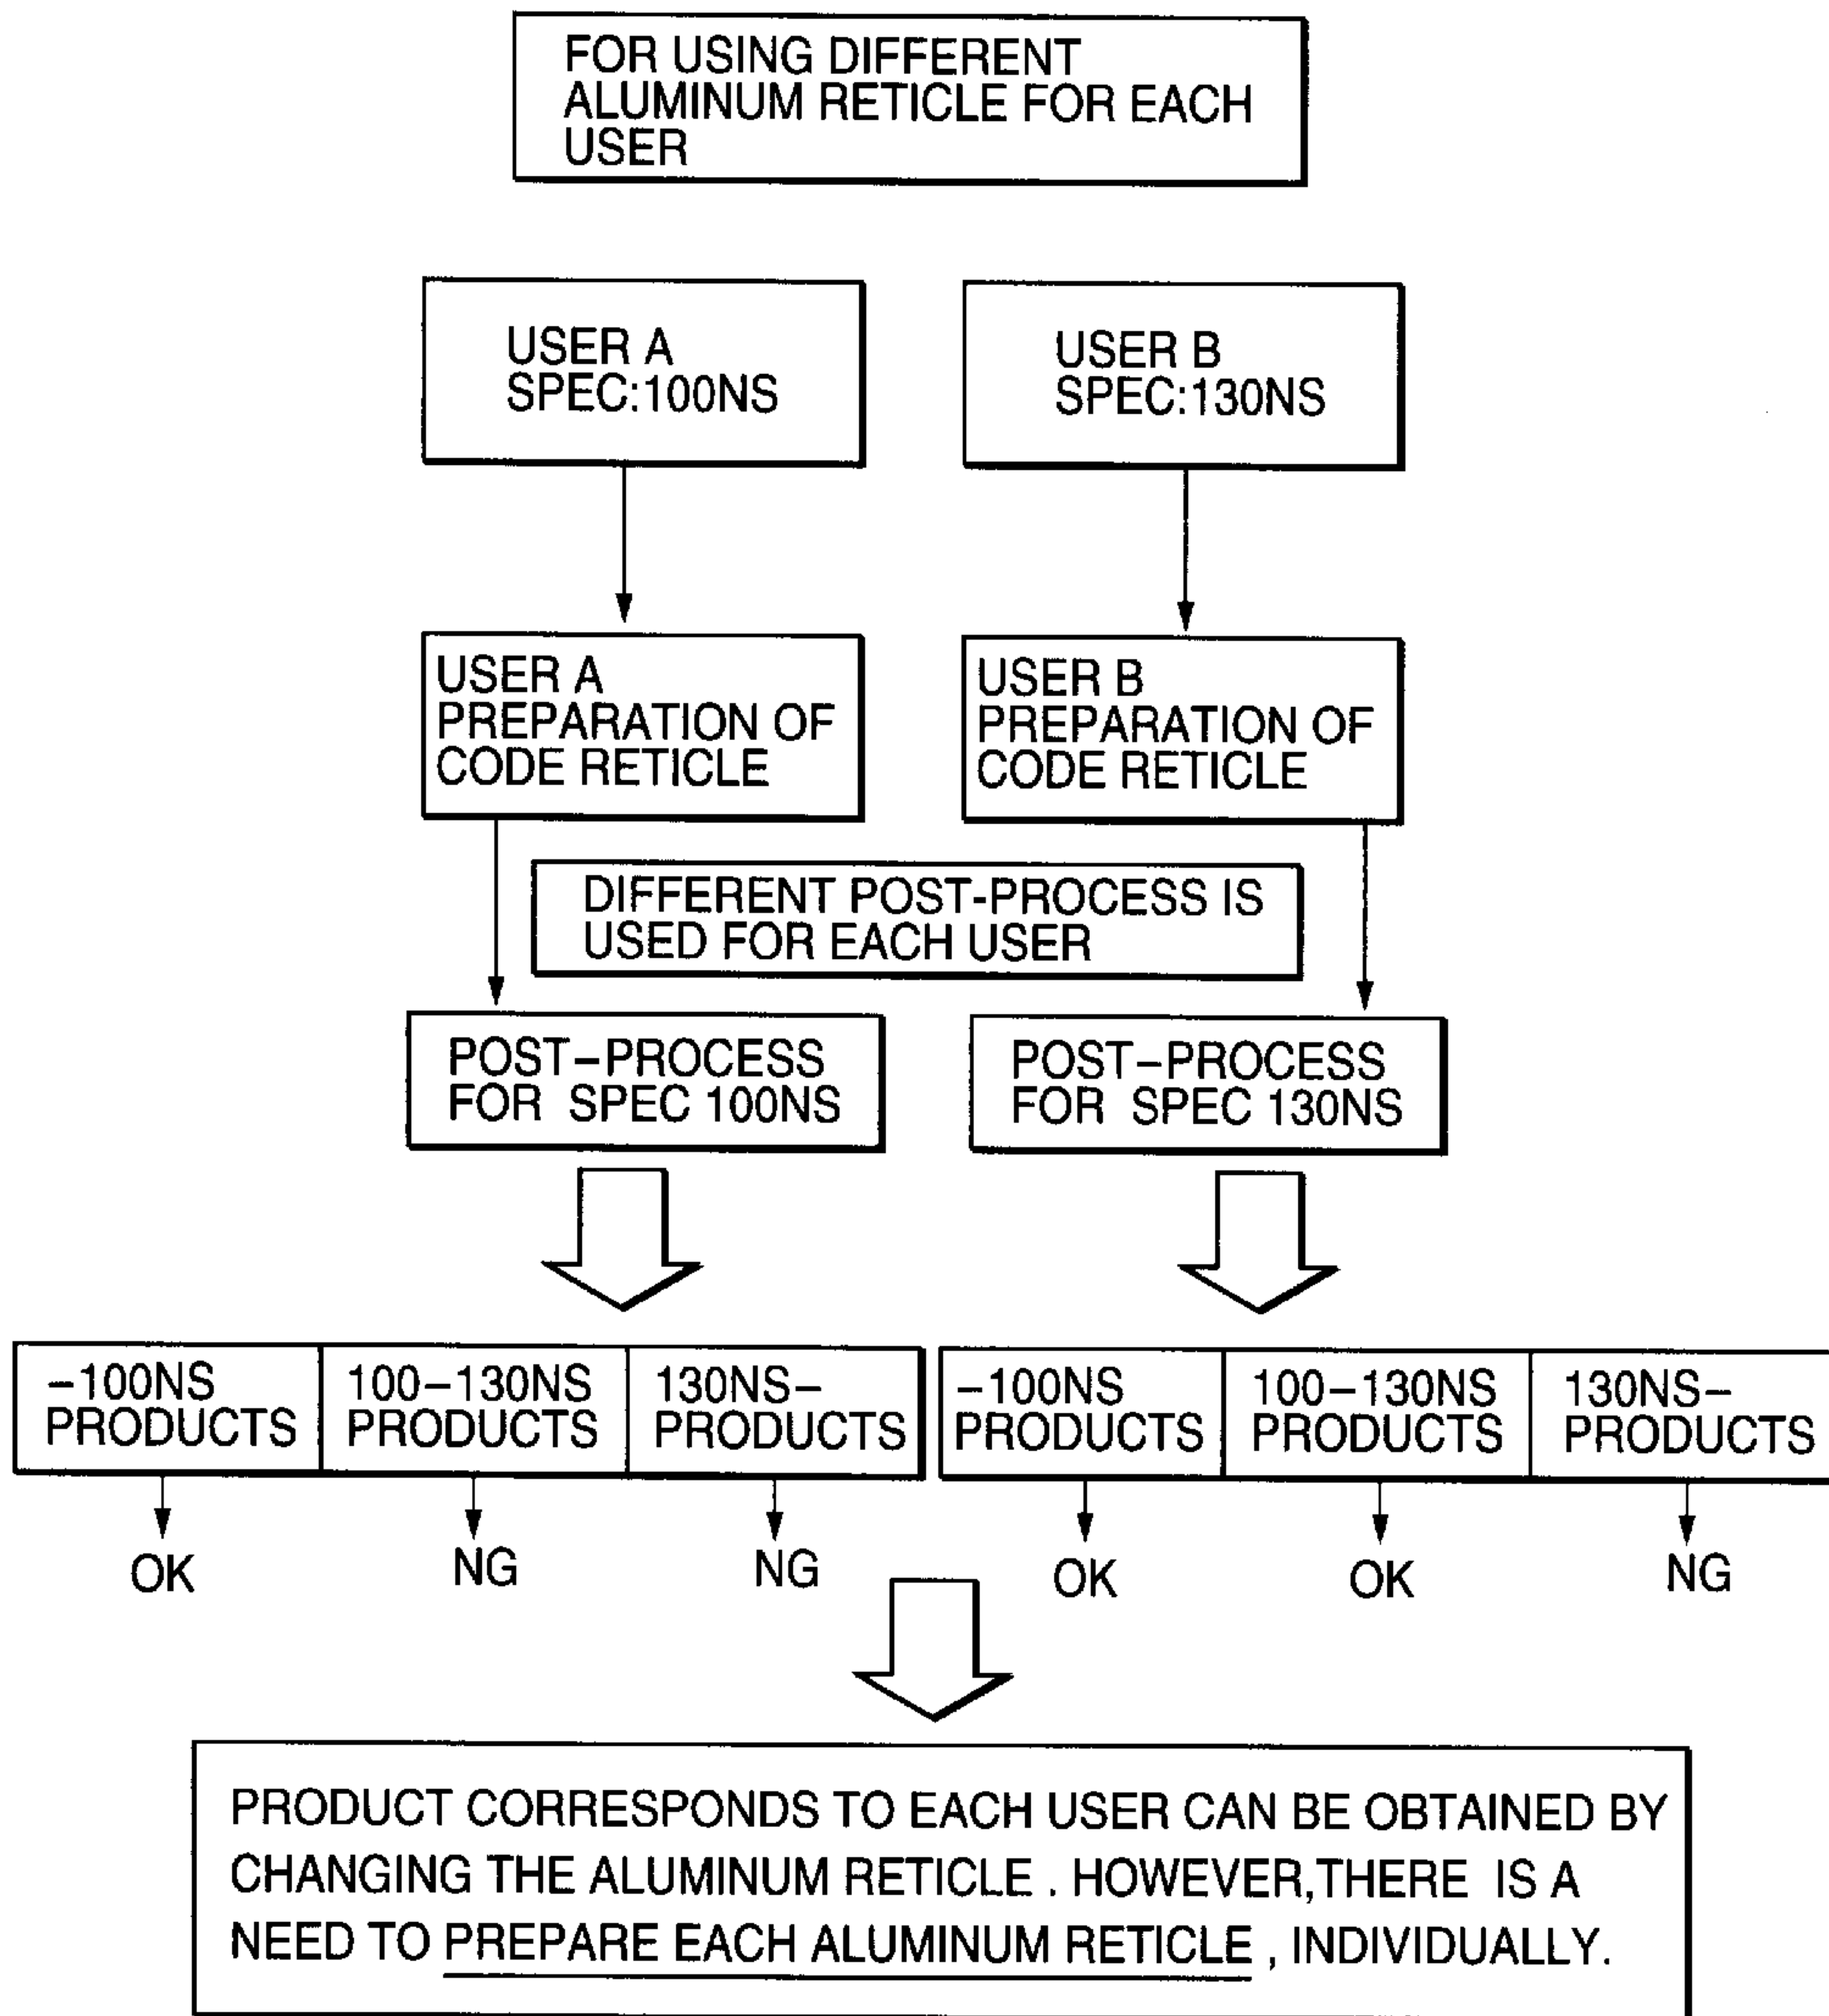 FOR USING DIFFERENT
ALUMINUM RETICLE FOR EACH
USER
USER A
SPEC:100NS
USER B
SPEC:130NS
USER A
PREPARATION OF
CODE RETICLE
USER B
PREPARATION OF
CODE RETICLE
DIFFERENT POST-PROCESS IS
USED FOR EACH USER
POST–PROCESS
FOR SPEC 100NS
POST–PROCESS
FOR SPEC 130NS
–100NS
PRODUCTS
100–130NS
PRODUCTS
130NS–
PRODUCTS
–100NS
PRODUCTS
100–130NS
PRODUCTS
130NS–
PRODUCTS
OK
NG
NG
OK
OK
NG
PRODUCT CORRESPONDS TO EACH USER CAN BE OBTAINED BY
CHANGING THE ALUMINUM RETICLE . HOWEVER,THERE IS A
NEED TO PREPARE EACH ALUMINUM RETICLE , INDIVIDUALLY.